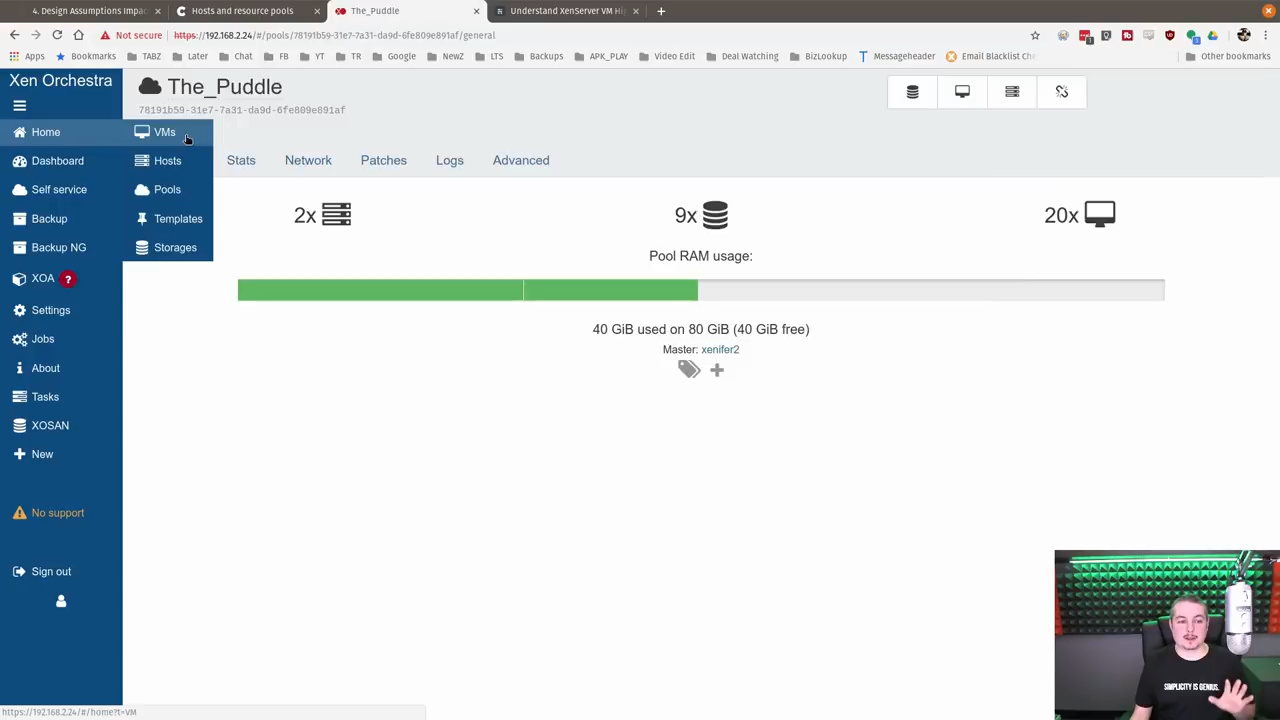 4. Design Assumptions Impac
Hosts and resource pools
The_Puddle
Understand XenServer VM Hi
Not secure
https://192.168.2.24/#/pools/78191b59-31e7-7a31-da9d-6fe809e891af/general
Apps
Bookmarks
TABZ
Later
Chat
FB
YT
TR
Google
NewZ
LTS
Backups
APK_PLAY
Video Edit
Deal Watching
BizLookup
Messageheader
Email Blacklist Che
Other bookmarks
Xen Orchestra
The_Puddle
78191b59-31e7-7a31-da9d-6fe809e891af
Home
Dashboard
Self service
Backup
Backup NG
XOA ?
Settings
Jobs
About
Tasks
XOSAN
New
No support
Sign out
VMs
Hosts
Pools
Templates
Storages
Stats
Network
Patches
Logs
Advanced
2x
9x
20x
Pool RAM usage:
40 GiB used on 80 GiB (40 GiB free)
Master: xenifer2
SIMPLICITY IS GENIUS.
https://192.168.2.24/#/home?t=VM